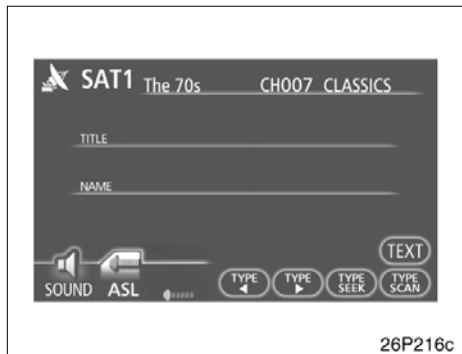 SAT1 The 70s CH007 CLASSICS
TITLE
NAME
TEXT
SOUND ASL TYPE ◀ TYPE ▶ TYPE SEEK TYPE SCAN
26P216c